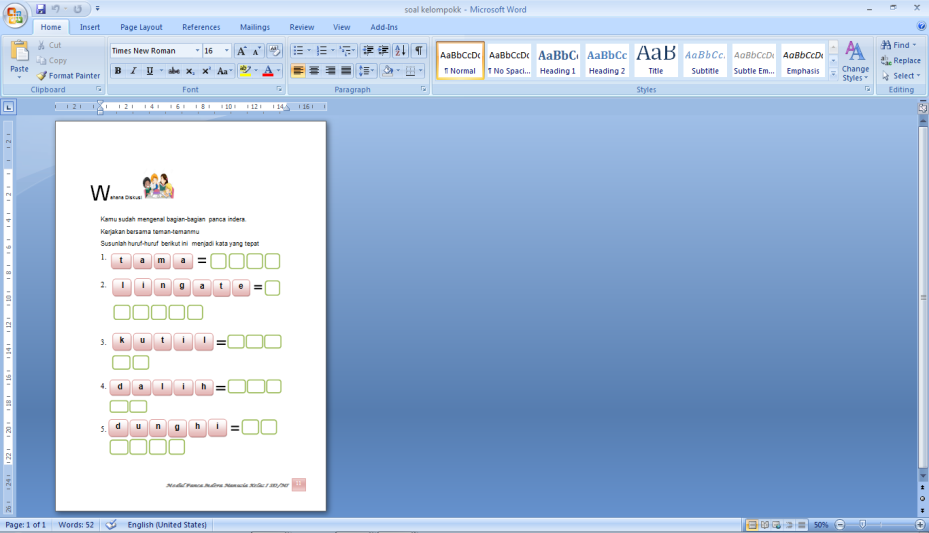 soal kelompokk - Microsoft Word
Home Insert Page Layout References Mailings Review View Add-Ins
Paste
Cut
Copy
Format Painter
Clipboard
Times New Roman 16
B I U abc x₂ x² Aa
Font
Paragraph
AaBbCcDc AaBbCcDc AaBbC AaBbCc AaB AaBbCc. AaBbCcDc AaBbCcDc
¶ Normal ¶ No Spaci... Heading 1 Heading 2 Title Subtitle Subtle Em... Emphasis
Change Styles
Styles
Find
Replace
Select
Editing
Wahana Diskusi
Kamu sudah mengenal bagian-bagian panca indera.
Kerjakan bersama teman-temanmu
Susunlah huruf-huruf berikut ini menjadi kata yang tepat
1. t a m a =
2. l i n g a t e =
3. k u t i l =
4. d a l i h =
5. d u n g h i =
Modul Panca Indera Manusia Kelas I SD/MI 11
Page: 1 of 1 Words: 52 English (United States) 50%